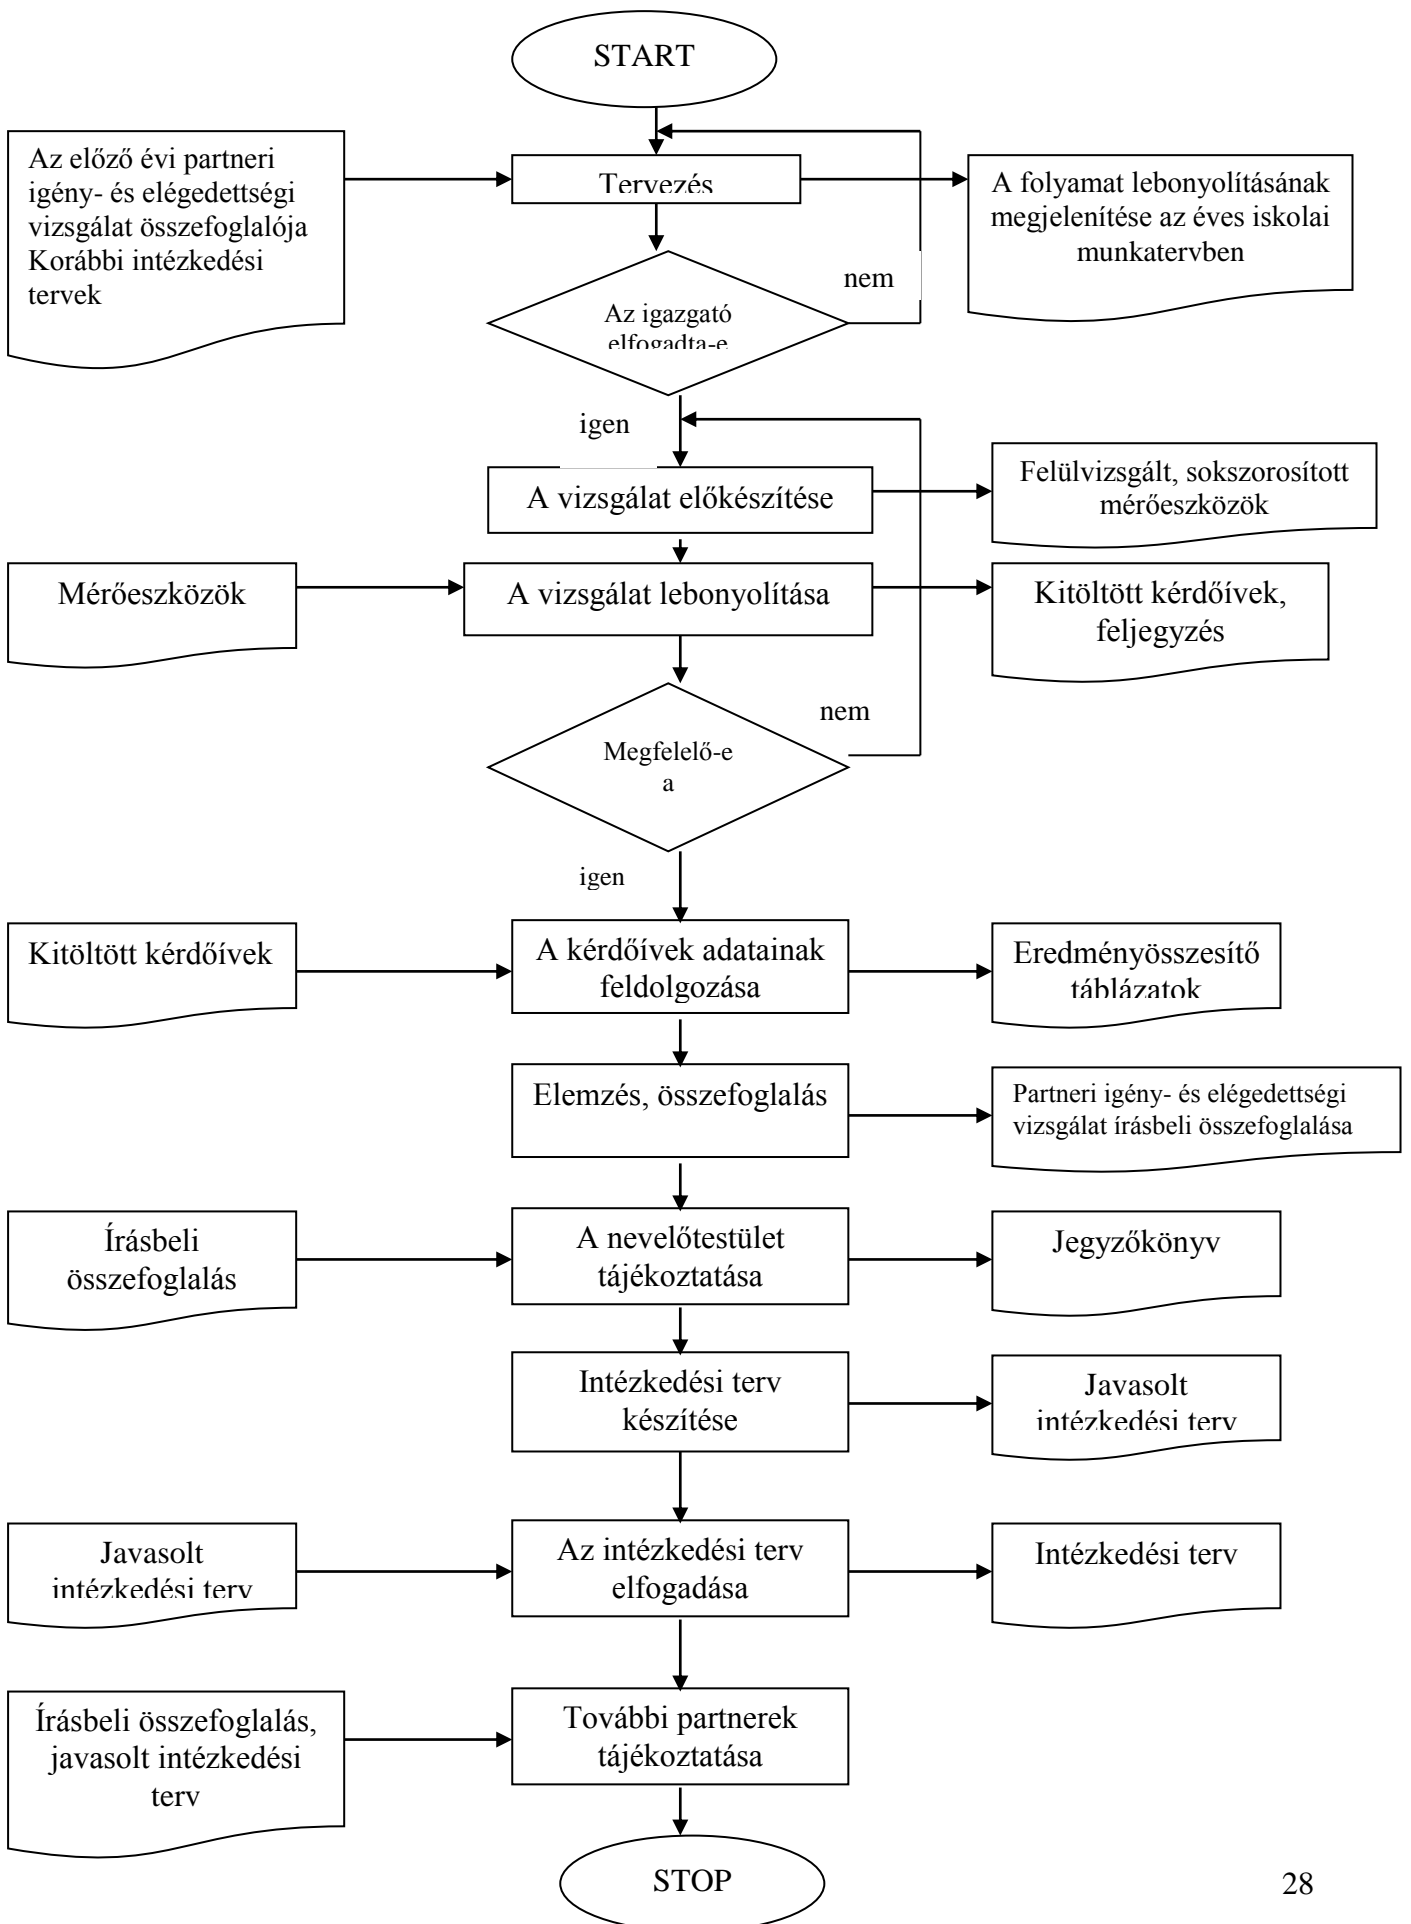 START
Az előző évi partneri
igény- és elégedettségi
vizsgálat összefoglalója
Korábbi intézkedési
tervek
Tervezés
A folyamat lebonyolításának
megjelenítése az éves iskolai
munkatervben
nem
Az igazgató
elfogadta-e
igen
A vizsgálat előkészítése
Felülvizsgált, sokszorosított
mérőeszközök
Mérőeszközök
A vizsgálat lebonyolítása
Kitöltött kérdőívek,
feljegyzés
nem
Megfelelő-e
a
igen
Kitöltött kérdőívek
A kérdőívek adatainak
feldolgozása
Eredményösszesítő
táblázatok
Elemzés, összefoglalás
Partneri igény- és elégedettségi
vizsgálat írásbeli összefoglalása
Írásbeli
összefoglalás
A nevelőtestület
tájékoztatása
Jegyzőkönyv
Intézkedési terv
készítése
Javasolt
intézkedési terv
Javasolt
intézkedési terv
Az intézkedési terv
elfogadása
Intézkedési terv
Írásbeli összefoglalás,
javasolt intézkedési
terv
További partnerek
tájékoztatása
STOP
28